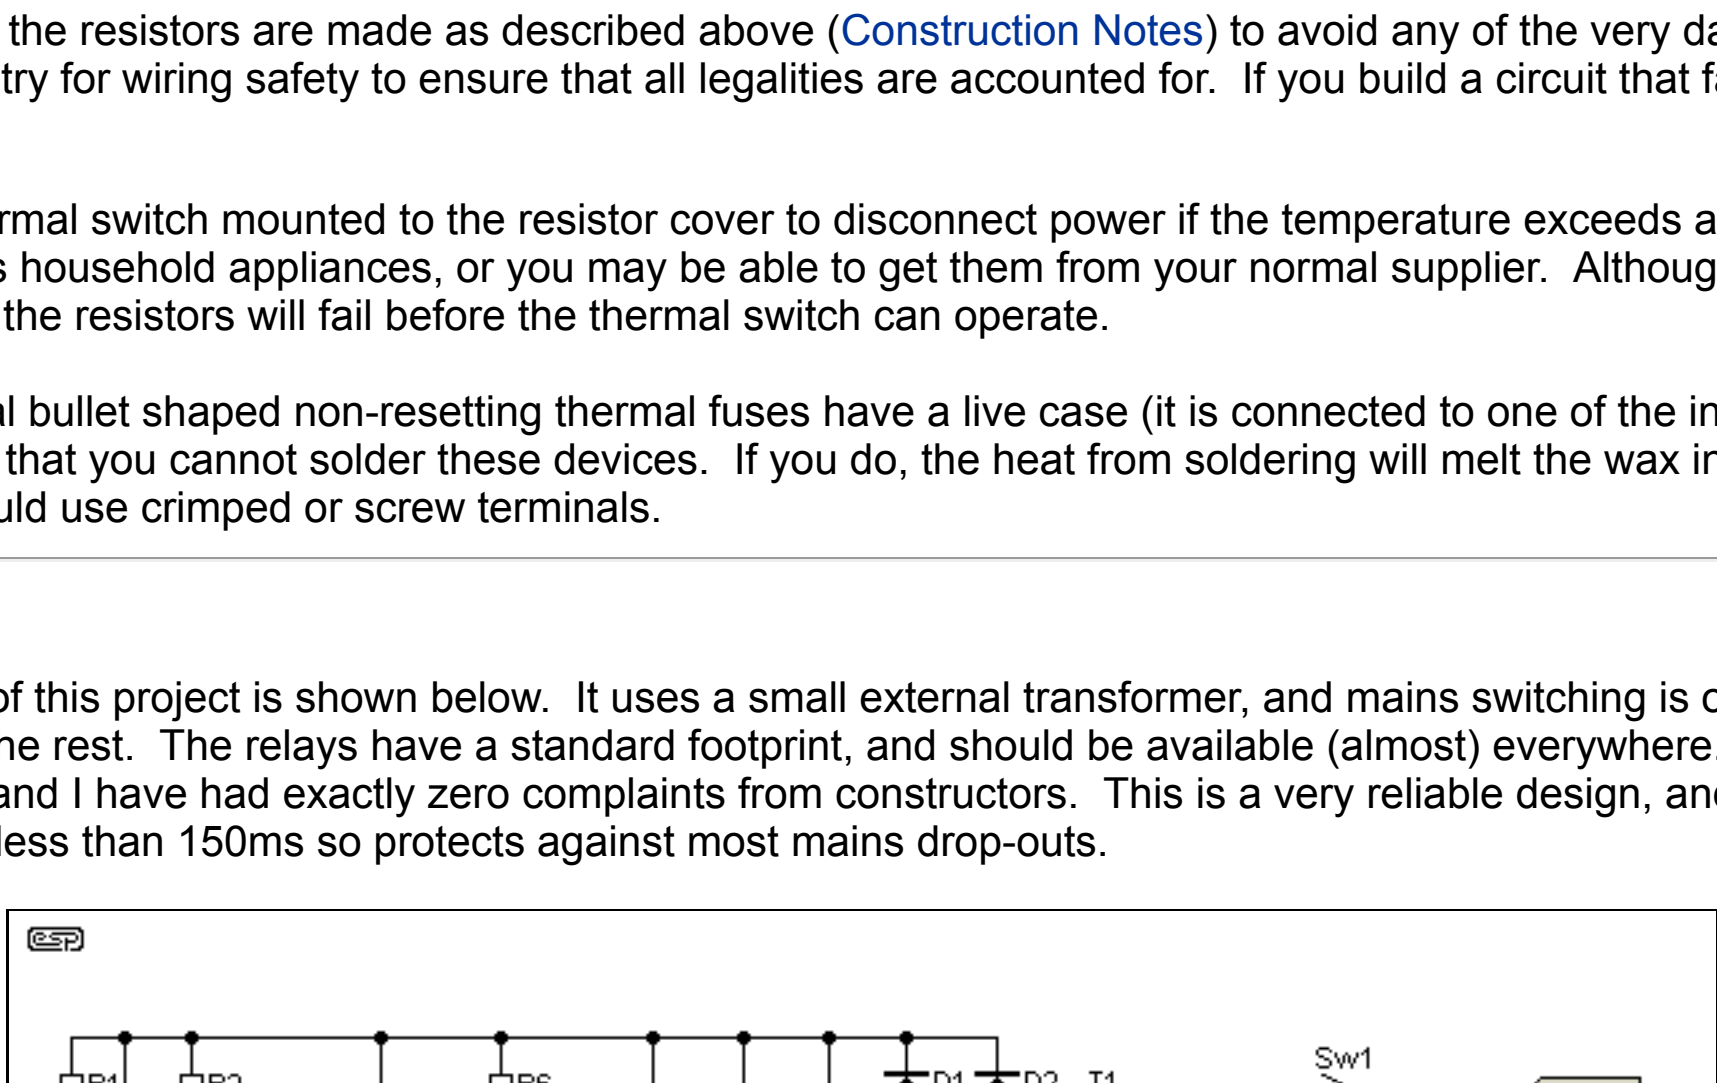 the resistors are made as described above (Construction Notes) to avoid any of the very da
try for wiring safety to ensure that all legalities are accounted for. If you build a circuit that fa
rmal switch mounted to the resistor cover to disconnect power if the temperature exceeds a
s household appliances, or you may be able to get them from your normal supplier. Althoug
the resistors will fail before the thermal switch can operate.
al bullet shaped non-resetting thermal fuses have a live case (it is connected to one of the in
that you cannot solder these devices. If you do, the heat from soldering will melt the wax in
uld use crimped or screw terminals.
of this project is shown below. It uses a small external transformer, and mains switching is c
he rest. The relays have a standard footprint, and should be available (almost) everywhere.
and I have had exactly zero complaints from constructors. This is a very reliable design, and
less than 150ms so protects against most mains drop-outs.
esp
Sw1
R1 R2 R6 D1 D2 T1